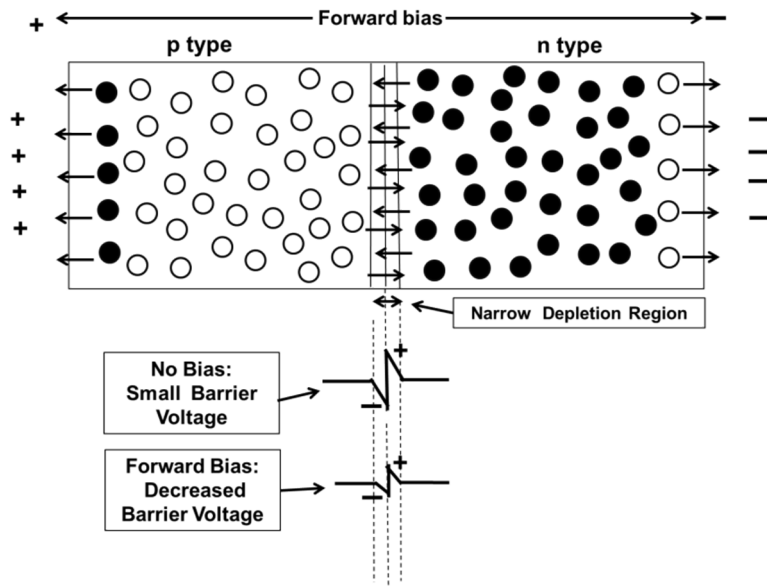 Forward bias
+
−
p type
n type
+
+
+
+
−
−
−
−
Narrow Depletion Region
No Bias:
Small Barrier
Voltage
+
−
Forward Bias:
Decreased
Barrier Voltage
+
−